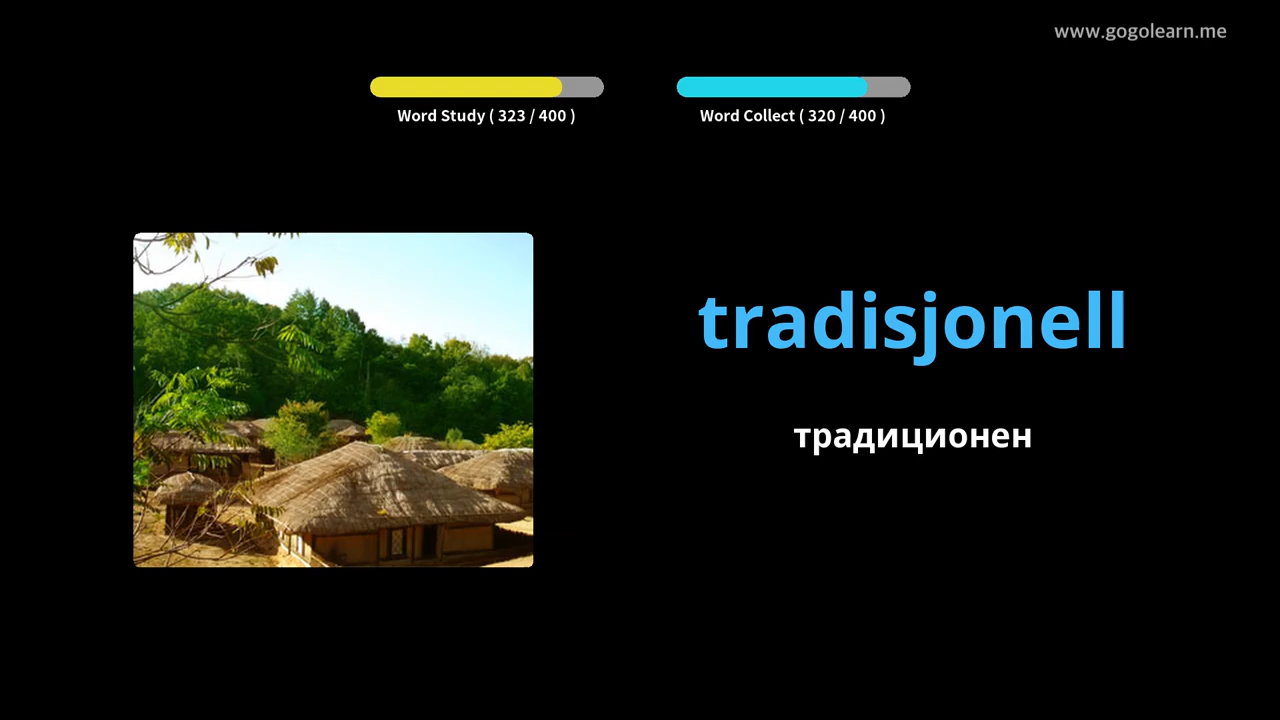 www.gogolearn.me
Word Study ( 323 / 400 )
Word Collect ( 320 / 400 )
tradisjonell
традиционен